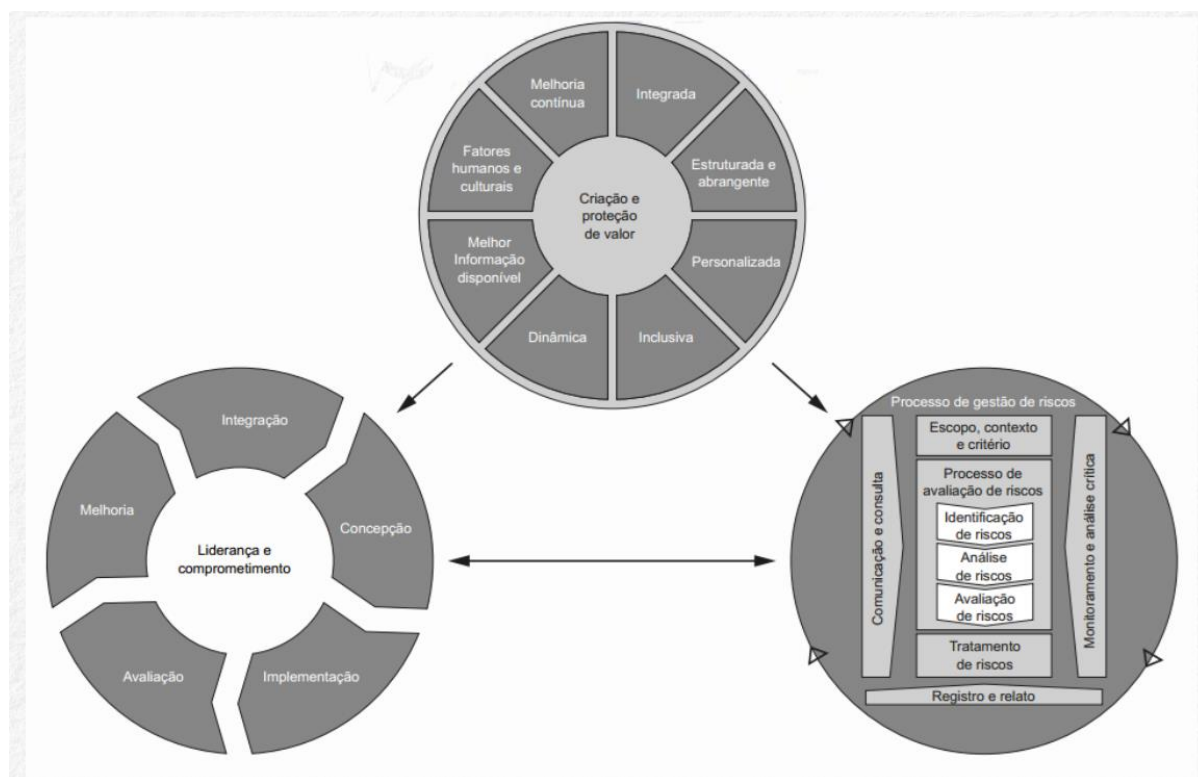 Melhoria
contínua
Integrada
Fatores
humanos e
culturais
Estruturada e
abrangente
Criação e
proteção
de valor
Melhor
Informação
disponível
Personalizada
Dinâmica
Inclusiva
Integração
Melhoria
Concepção
Liderança e
comprometimento
Avaliação
Implementação
Processo de gestão de riscos
Escopo, contexto
e critério
Comunicação e consulta
Processo de
avaliação de riscos
Identificação
de riscos
Análise
de riscos
Avaliação
de riscos
Monitoramento e análise crítica
Tratamento
de riscos
Registro e relato